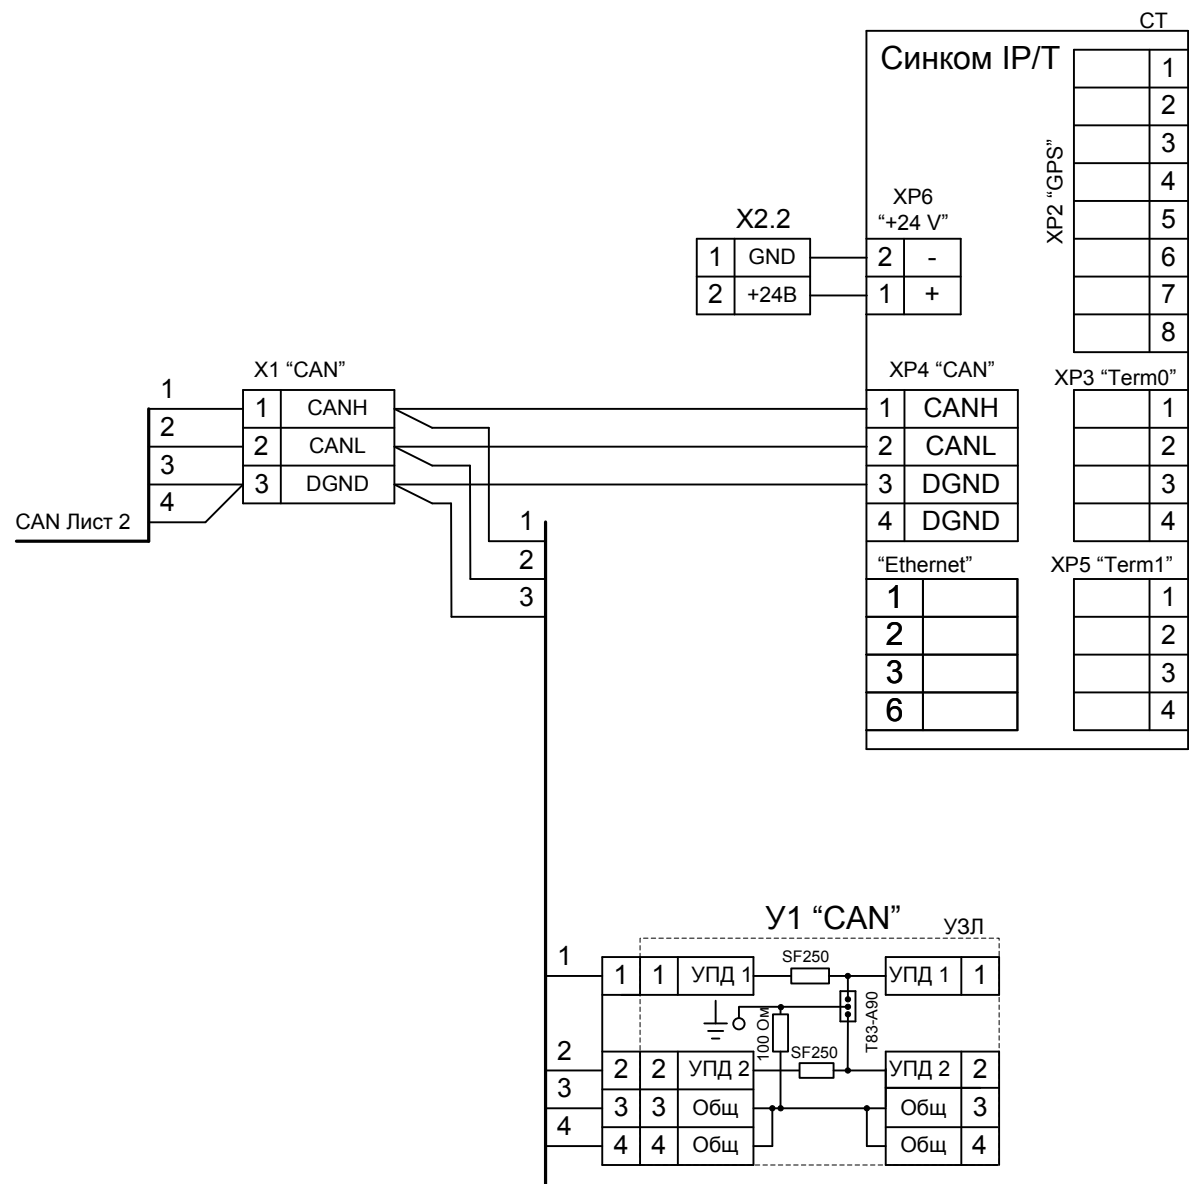 СТ
Синком IP/T
XP2 “GPS”
1
2
3
4
5
6
7
8
XP6
“+24 V”
2 -
1 +
X2.2
1 GND
2 +24В
X1 “CAN”
1 CANH
2 CANL
3 DGND
1
2
3
4
CAN Лист 2
XP4 “CAN”
1 CANH
2 CANL
3 DGND
4 DGND
XP3 “Term0”
1
2
3
4
“Ethernet”
1
2
3
6
XP5 “Term1”
1
2
3
4
1
2
3
У1 “CAN”
УЗЛ
1
2
3
4
1 1 УПД 1
2 2 УПД 2
3 3 Общ
4 4 Общ
SF250
T83-A90
100 Ом
SF250
УПД 1 1
УПД 2 2
Общ 3
Общ 4